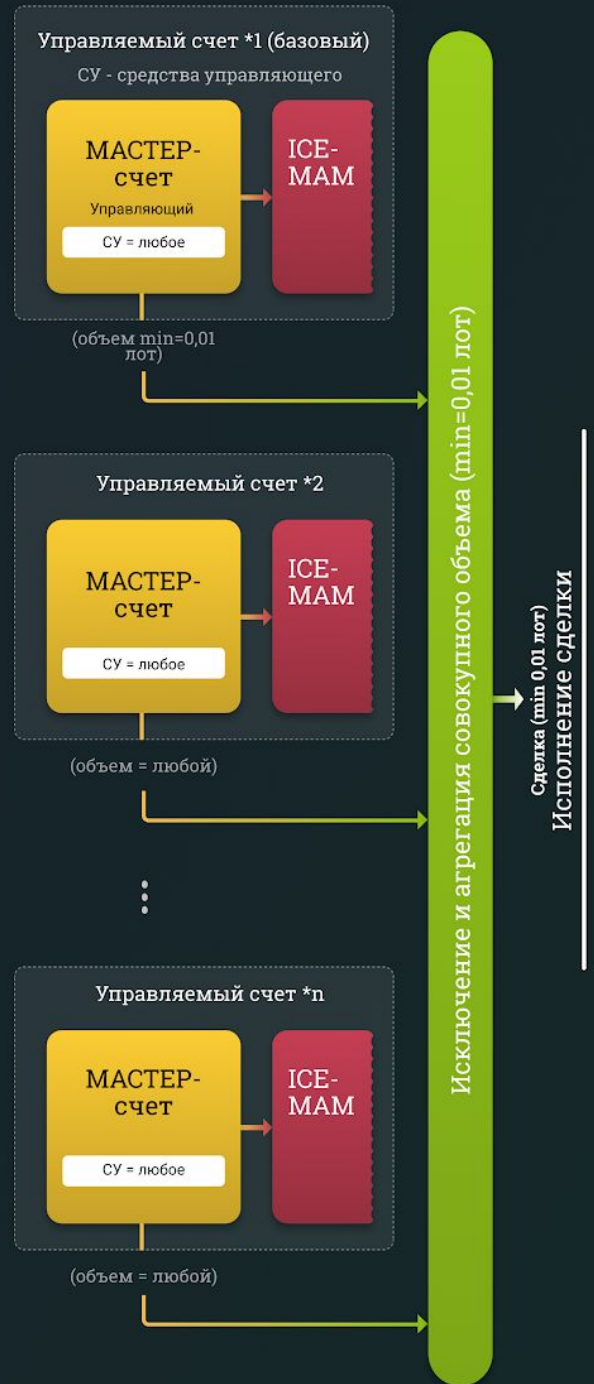 Управляемый счет *1 (базовый)
СУ - средства управляющего
МАСТЕР-
счет
Управляющий
СУ = любое
ICE-
MAM
(объем min=0,01
лот)
Управляемый счет *2
МАСТЕР-
счет
СУ = любое
ICE-
MAM
(объем = любой)
Управляемый счет *n
МАСТЕР-
счет
СУ = любое
ICE-
MAM
(объем = любой)
Исключение и агрегация совокупного объема (min=0,01 лот)
Сделка (min 0,01 лот)
Исполнение сделки